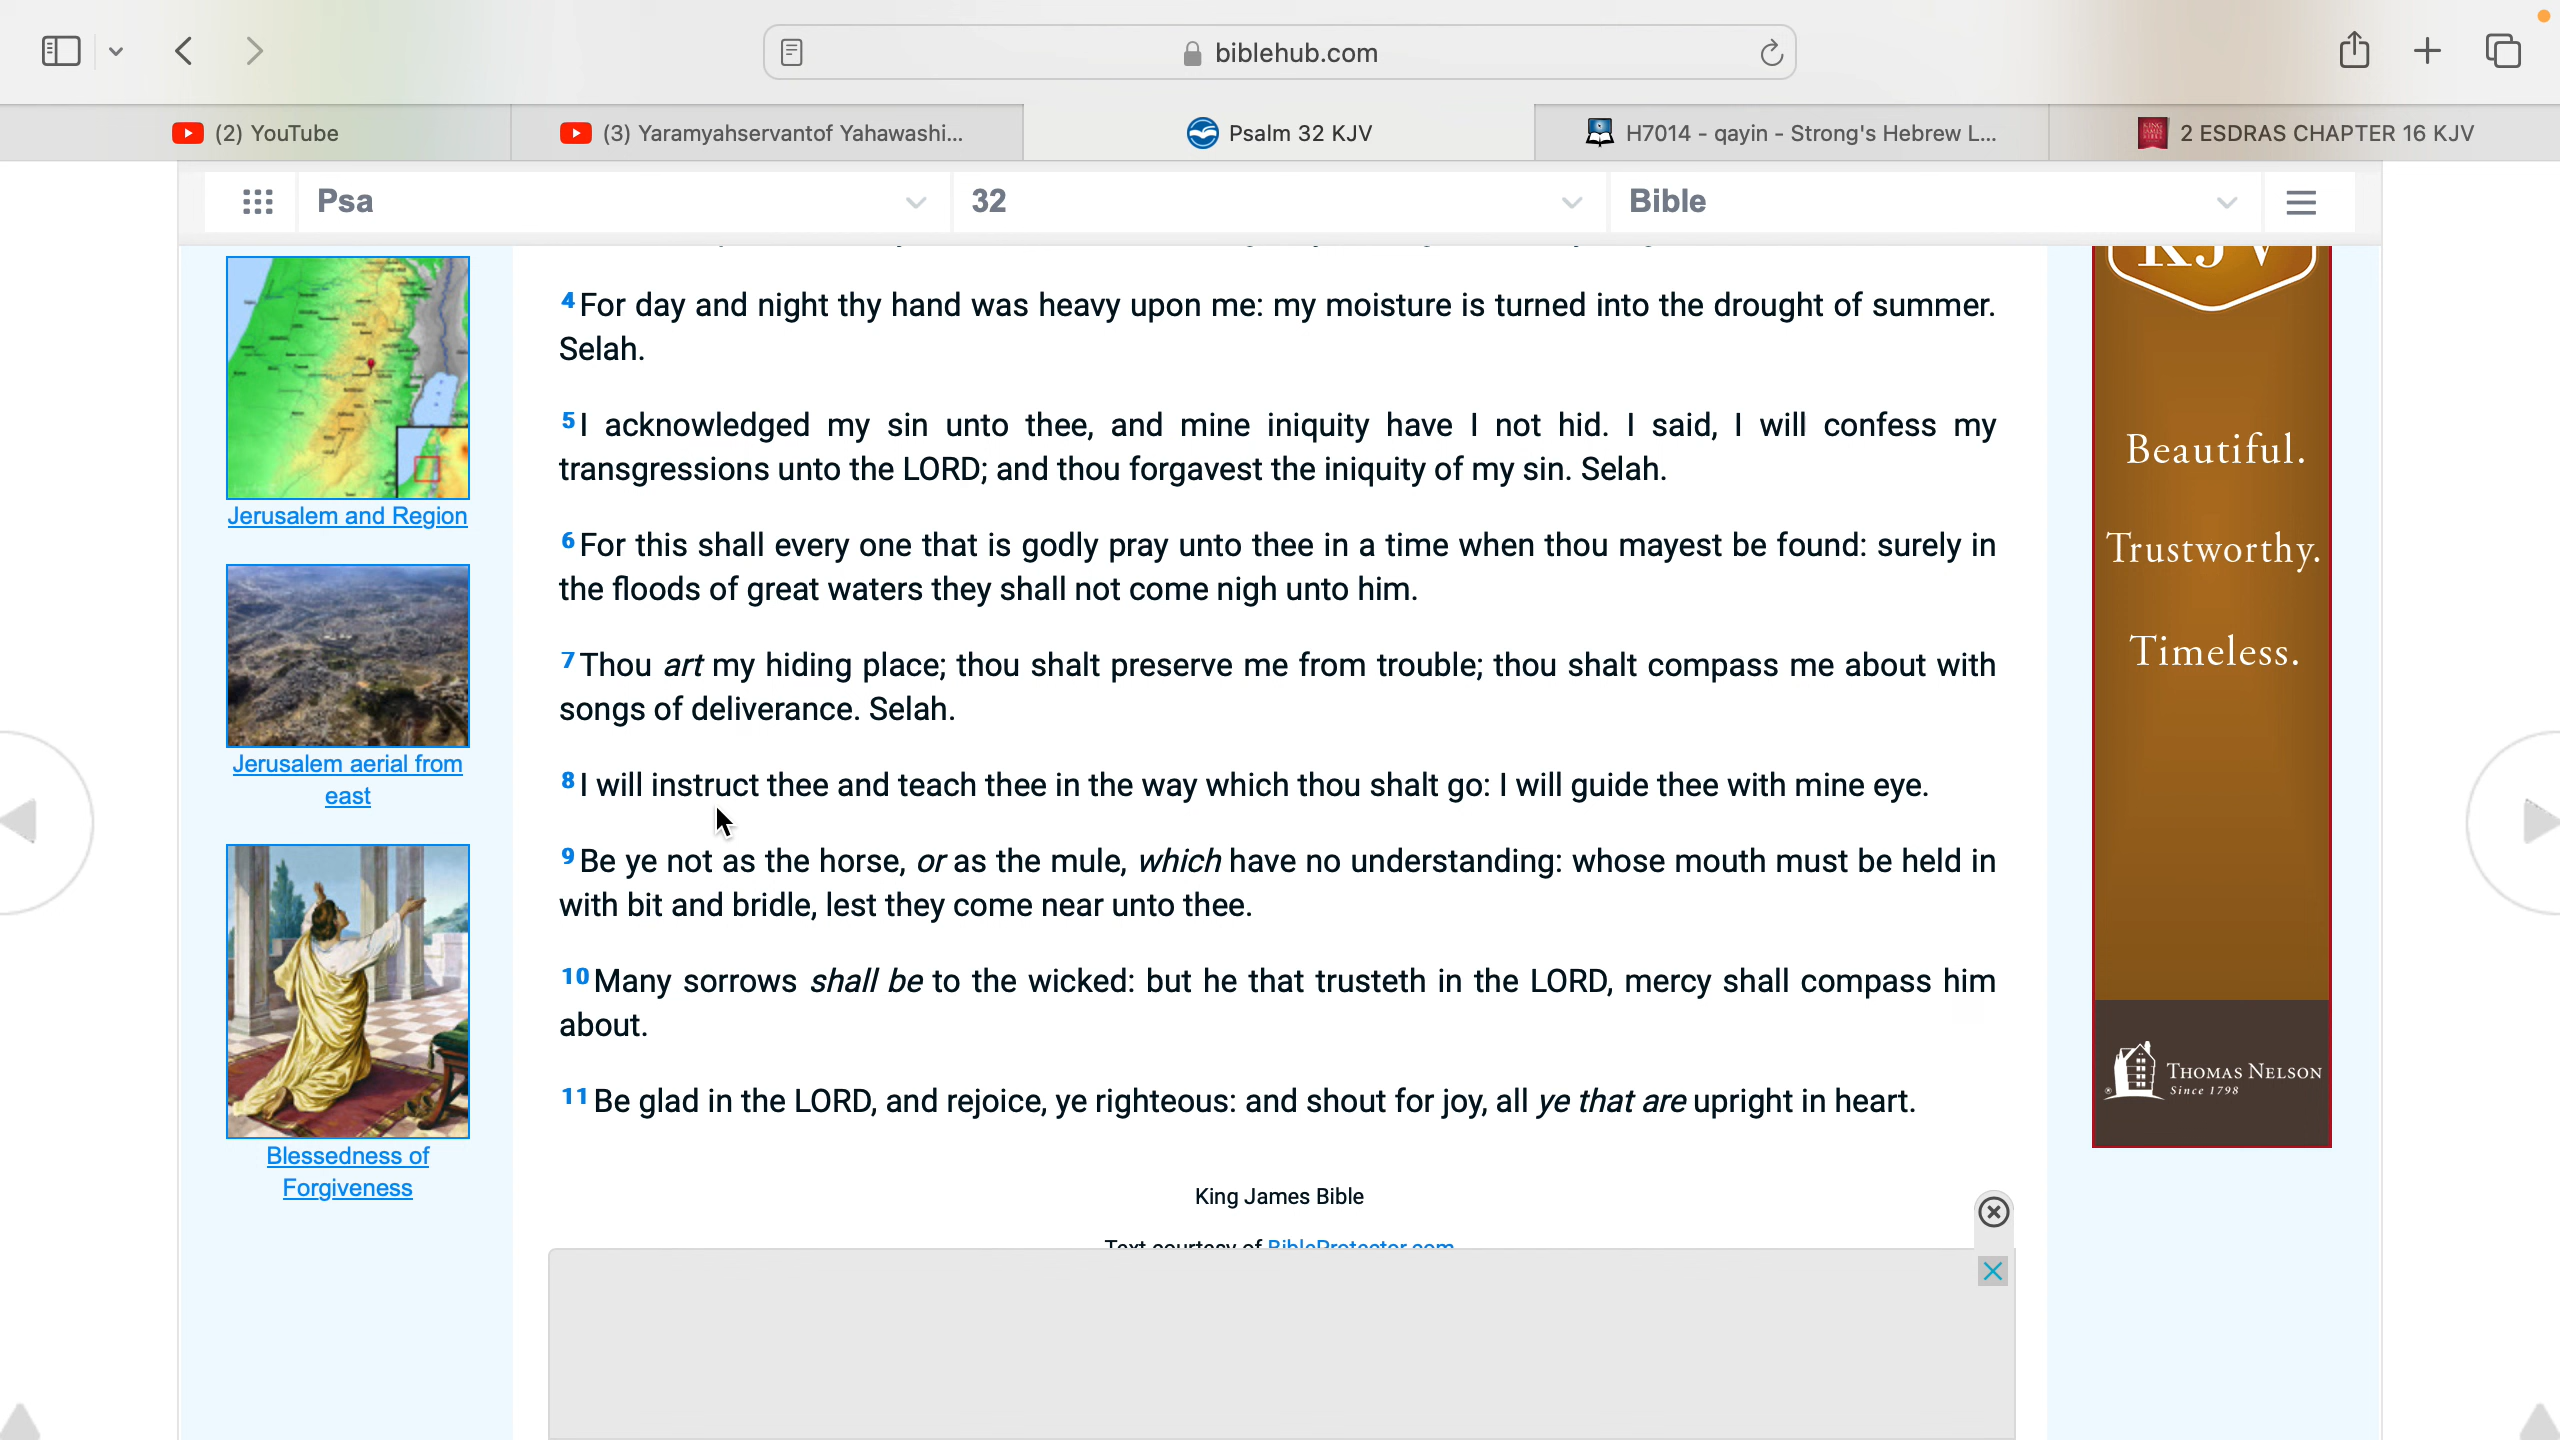 biblehub.com
(2) YouTube
(3) Yaramyahservantof Yahawashi...
Psalm 32 KJV
H7014 - qayin - Strong's Hebrew L...
2 ESDRAS CHAPTER 16 KJV
Psa
32
Bible
Jerusalem and Region
Jerusalem aerial from
east
Blessedness of
Forgiveness
4 For day and night thy hand was heavy upon me: my moisture is turned into the drought of summer.
Selah.
5 I acknowledged my sin unto thee, and mine iniquity have I not hid. I said, I will confess my
transgressions unto the LORD; and thou forgavest the iniquity of my sin. Selah.
6 For this shall every one that is godly pray unto thee in a time when thou mayest be found: surely in
the floods of great waters they shall not come nigh unto him.
7 Thou art my hiding place; thou shalt preserve me from trouble; thou shalt compass me about with
songs of deliverance. Selah.
8 I will instruct thee and teach thee in the way which thou shalt go: I will guide thee with mine eye.
9 Be ye not as the horse, or as the mule, which have no understanding: whose mouth must be held in
with bit and bridle, lest they come near unto thee.
10 Many sorrows shall be to the wicked: but he that trusteth in the LORD, mercy shall compass him
about.
11 Be glad in the LORD, and rejoice, ye righteous: and shout for joy, all ye that are upright in heart.
King James Bible
Text courtesy of BibleProtector.com
KJV
Beautiful.
Trustworthy.
Timeless.
THOMAS NELSON
Since 1798